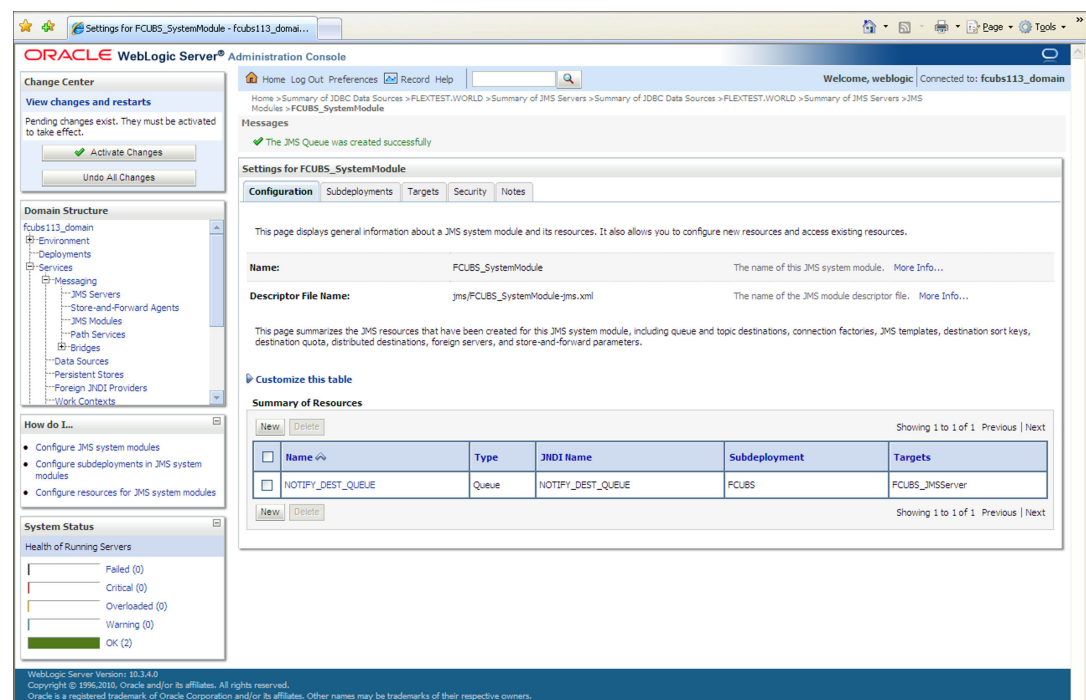 Settings for FCUBS_SystemModule - fcubs113_domai...
Page Tools »
ORACLE WebLogic Server® Administration Console
Change Center
View changes and restarts
Pending changes exist. They must be activated
to take effect.
Activate Changes
Undo All Changes
Domain Structure
fcubs113_domain
Environment
Deployments
Services
Messaging
JMS Servers
Store-and-Forward Agents
JMS Modules
Path Services
Bridges
Data Sources
Persistent Stores
Foreign JNDI Providers
Work Contexts
How do I...
Configure JMS system modules
Configure subdeployments in JMS system
modules
Configure resources for JMS system modules
System Status
Health of Running Servers
Failed (0)
Critical (0)
Overloaded (0)
Warning (0)
OK (2)
Home Log Out Preferences Record Help
Welcome, weblogic Connected to: fcubs113_domain
Home >Summary of JDBC Data Sources >FLEXTEST.WORLD >Summary of JMS Servers >Summary of JDBC Data Sources >FLEXTEST.WORLD >Summary of JMS Servers >JMS
Modules >FCUBS_SystemModule
Messages
The JMS Queue was created successfully
Settings for FCUBS_SystemModule
Configuration Subdeployments Targets Security Notes
This page displays general information about a JMS system module and its resources. It also allows you to configure new resources and access existing resources.
Name: FCUBS_SystemModule The name of this JMS system module. More Info...
Descriptor File Name: jms/FCUBS_SystemModule-jms.xml The name of the JMS module descriptor file. More Info...
This page summarizes the JMS resources that have been created for this JMS system module, including queue and topic destinations, connection factories, JMS templates, destination sort keys,
destination quota, distributed destinations, foreign servers, and store-and-forward parameters.
Customize this table
Summary of Resources
New Delete Showing 1 to 1 of 1 Previous | Next
Name Type JNDI Name Subdeployment Targets
NOTIFY_DEST_QUEUE Queue NOTIFY_DEST_QUEUE FCUBS FCUBS_JMSServer
New Delete Showing 1 to 1 of 1 Previous | Next
WebLogic Server Version: 10.3.4.0
Copyright © 1996,2010, Oracle and/or its affiliates. All rights reserved.
Oracle is a registered trademark of Oracle Corporation and/or its affiliates. Other names may be trademarks of their respective owners.